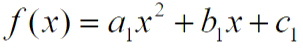 f(x) = a₁x² + b₁x + c₁